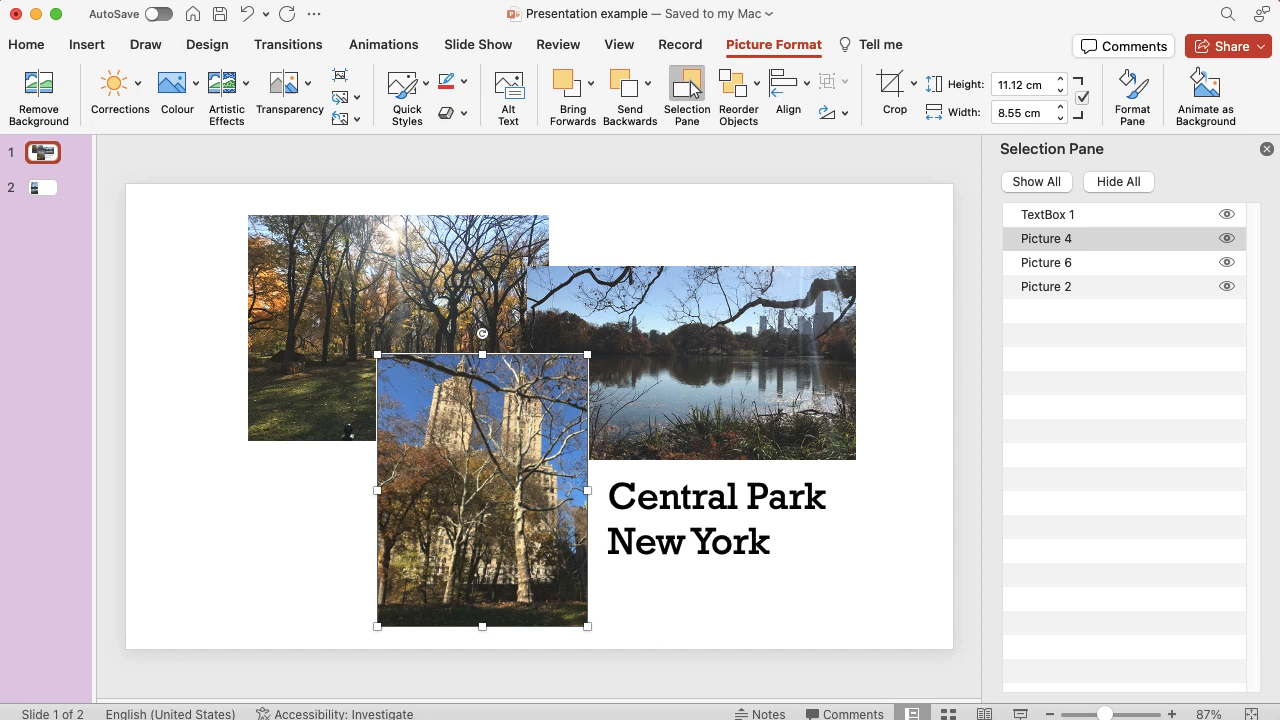 AutoSave
Presentation example — Saved to my Mac
Home Insert Draw Design Transitions Animations Slide Show Review View Record Picture Format Tell me
Comments Share
Remove Background
Corrections
Colour
Artistic Effects
Transparency
Quick Styles
Alt Text
Bring Forwards
Send Backwards
Selection Pane
Reorder Objects
Align
Crop
Height: 11.12 cm
Width: 8.55 cm
Format Pane
Animate as Background
1
2
Central Park
New York
Selection Pane
Show All Hide All
TextBox 1
Picture 4
Picture 6
Picture 2
Slide 1 of 2 English (United States) Accessibility: Investigate Notes Comments 87%